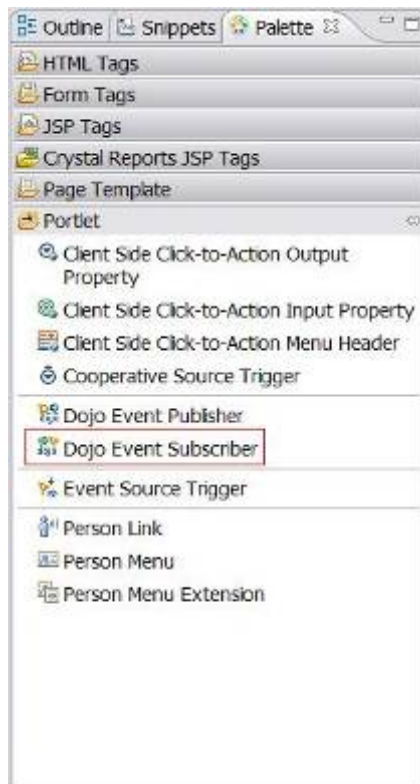 Outline Snippets Palette
HTML Tags
Form Tags
JSP Tags
Crystal Reports JSP Tags
Page Template
Portlet
Client Side Click-to-Action Output
Property
Client Side Click-to-Action Input Property
Client Side Click-to-Action Menu Header
Cooperative Source Trigger
Dojo Event Publisher
Dojo Event Subscriber
Event Source Trigger
Person Link
Person Menu
Person Menu Extension